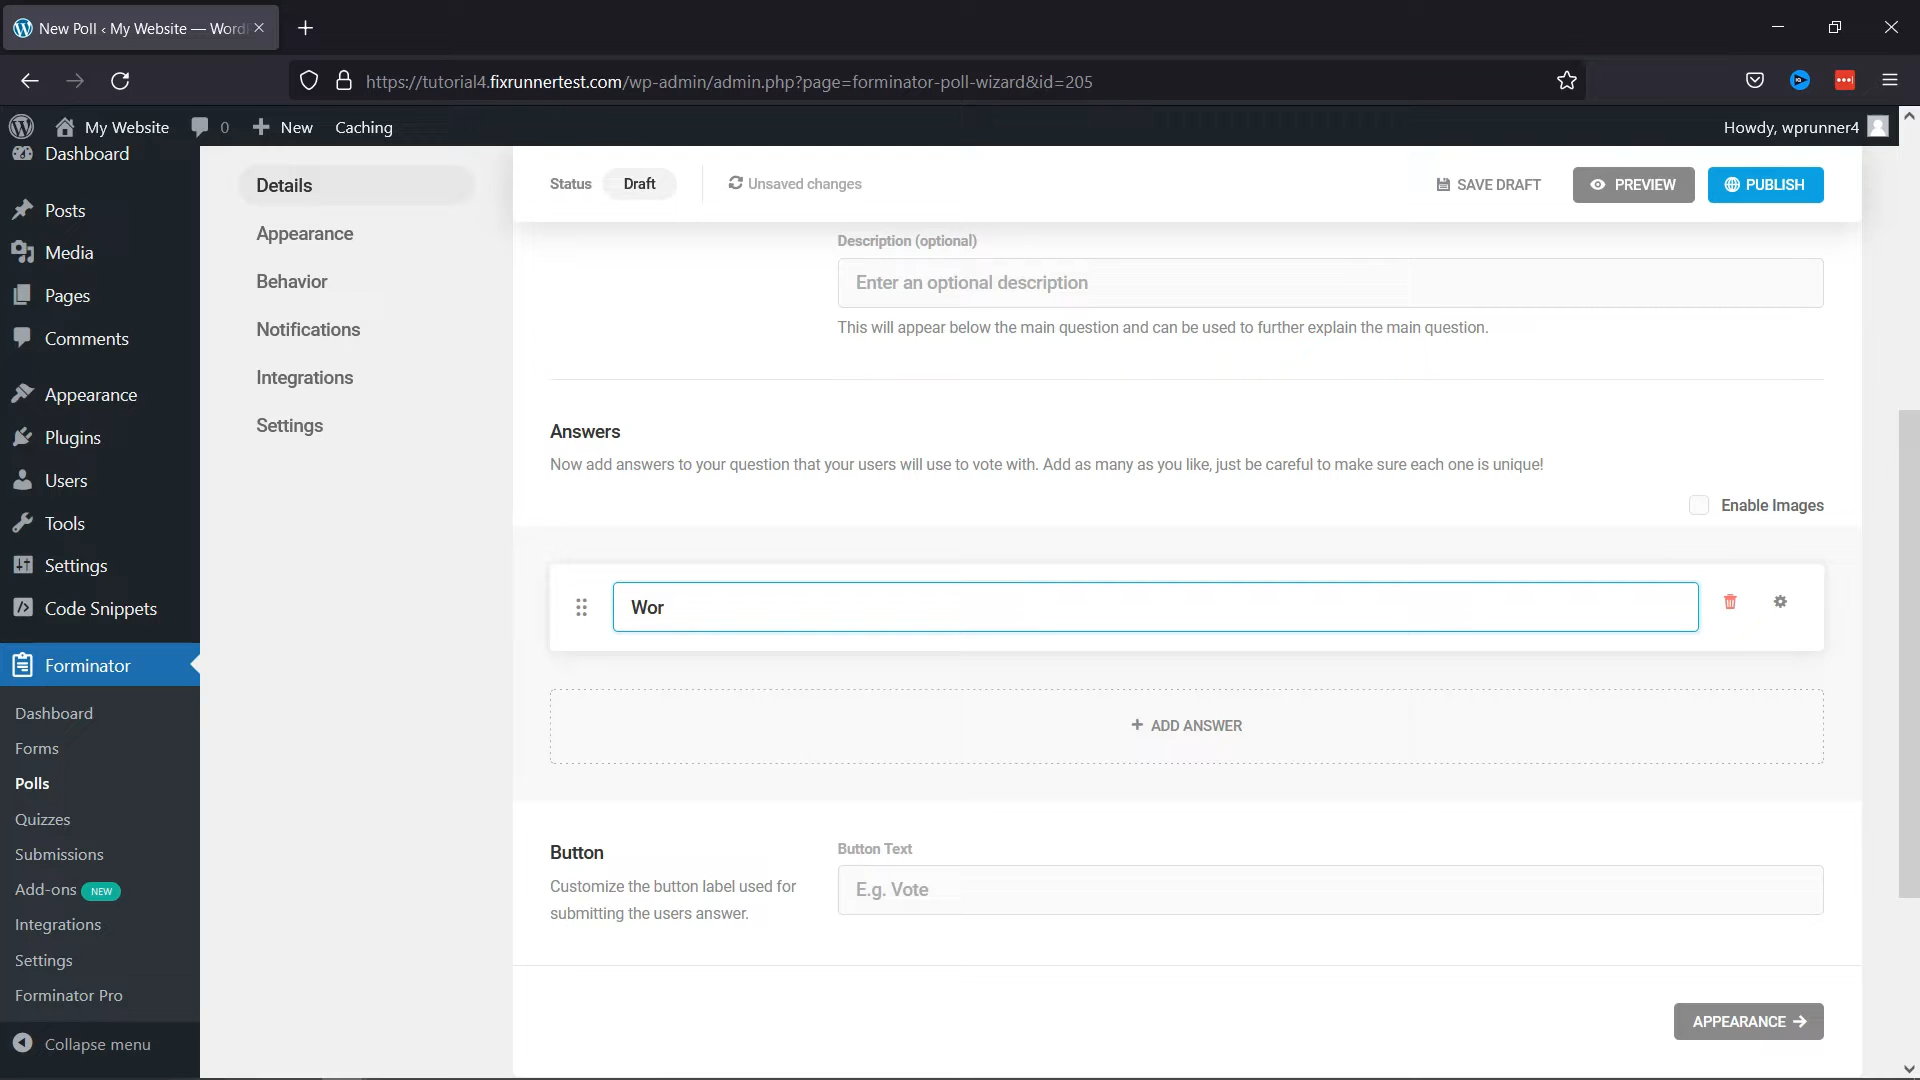 New Poll ‹ My Website — Word
https://tutorial4.fixrunnertest.com/wp-admin/admin.php?page=forminator-poll-wizard&id=205
My Website
0
New
Caching
Howdy, wprunner4
Dashboard
Posts
Media
Pages
Comments
Appearance
Plugins
Users
Tools
Settings
Code Snippets
Forminator
Dashboard
Forms
Polls
Quizzes
Submissions
Add-ons NEW
Integrations
Settings
Forminator Pro
Collapse menu
Details
Appearance
Behavior
Notifications
Integrations
Settings
Status
Draft
Unsaved changes
SAVE DRAFT
PREVIEW
PUBLISH
Description (optional)
Enter an optional description
This will appear below the main question and can be used to further explain the main question.
Answers
Now add answers to your question that your users will use to vote with. Add as many as you like, just be careful to make sure each one is unique!
Enable Images
Wor
+ ADD ANSWER
Button
Customize the button label used for
submitting the users answer.
Button Text
E.g. Vote
APPEARANCE →